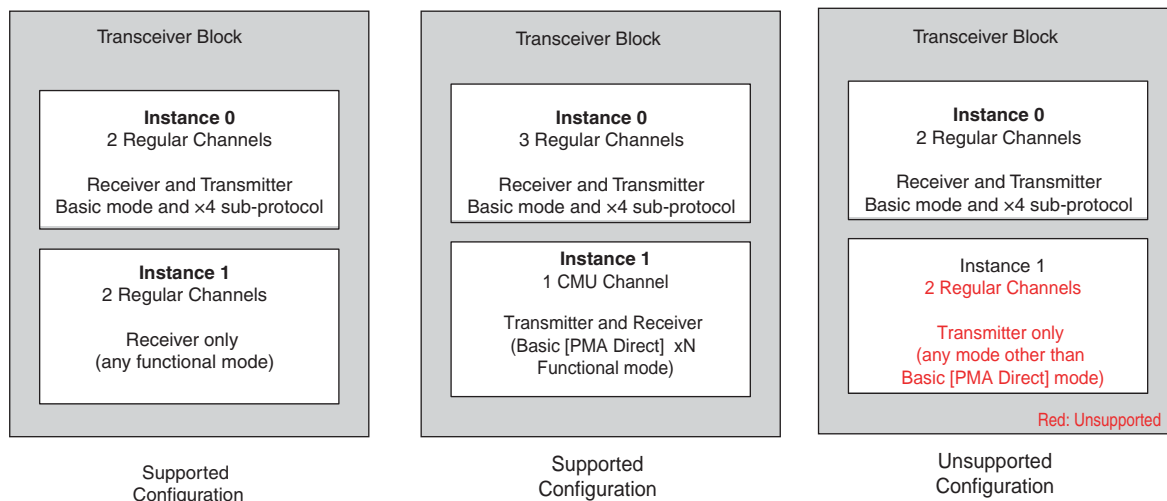 Transceiver Block
Instance 0
2 Regular Channels
Receiver and Transmitter
Basic mode and ×4 sub-protocol
Instance 1
2 Regular Channels
Receiver only
(any functional mode)
Supported
Configuration
Transceiver Block
Instance 0
3 Regular Channels
Receiver and Transmitter
Basic mode and ×4 sub-protocol
Instance 1
1 CMU Channel
Transmitter and Receiver
(Basic [PMA Direct] xN
Functional mode)
Supported
Configuration
Transceiver Block
Instance 0
2 Regular Channels
Receiver and Transmitter
Basic mode and ×4 sub-protocol
Instance 1
2 Regular Channels
Transmitter only
(any mode other than
Basic [PMA Direct] mode)
Red: Unsupported
Unsupported
Configuration